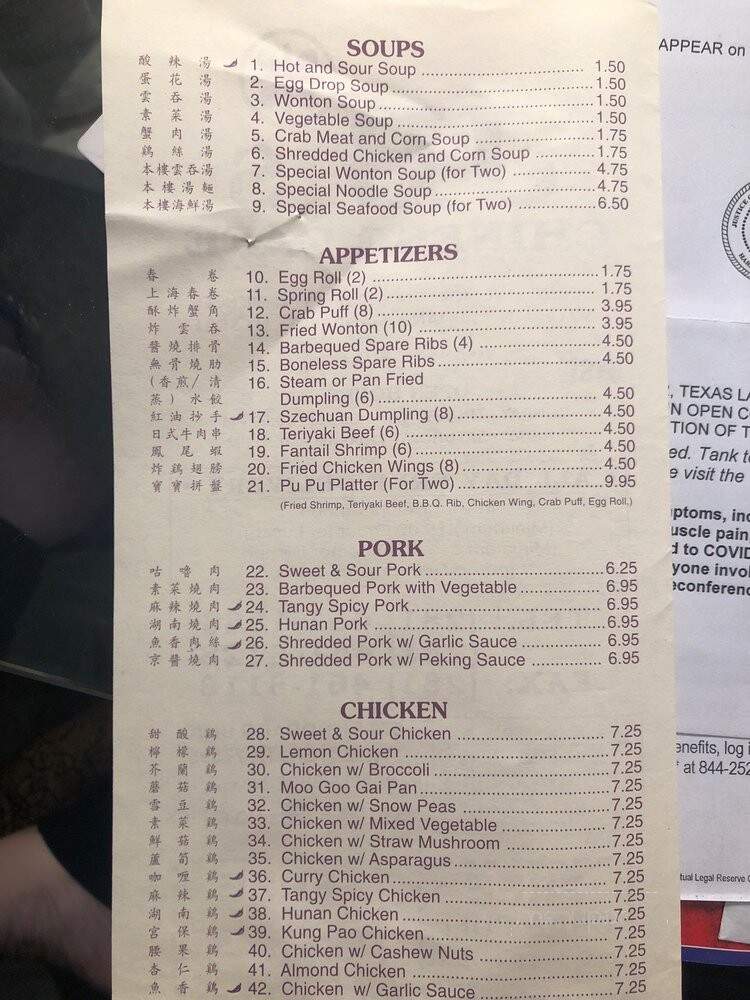 SOUPS
酸辣湯 1. Hot and Sour Soup 1.50
蛋花湯 2. Egg Drop Soup 1.50
雲吞湯 3. Wonton Soup 1.50
素菜湯 4. Vegetable Soup 1.50
蟹肉湯 5. Crab Meat and Corn Soup 1.75
鷄絲湯 6. Shredded Chicken and Corn Soup 1.75
本樓雲吞湯 7. Special Wonton Soup (for Two) 4.75
本樓湯麵 8. Special Noodle Soup 4.75
本樓海鮮湯 9. Special Seafood Soup (for Two) 6.50
APPETIZERS
春卷 10. Egg Roll (2) 1.75
上海春卷 11. Spring Roll (2) 1.75
酥炸蟹角 12. Crab Puff (8) 3.95
炸雲吞 13. Fried Wonton (10) 3.95
醬燒排骨 14. Barbequed Spare Ribs (4) 4.50
無骨燒肋 15. Boneless Spare Ribs 4.50
(香煎/清 16. Steam or Pan Fried
蒸)水餃 Dumpling (6) 4.50
紅油抄手 17. Szechuan Dumpling (8) 4.50
日式牛肉串 18. Teriyaki Beef (6) 4.50
鳳尾蝦 19. Fantail Shrimp (6) 4.50
炸鷄翅膀 20. Fried Chicken Wings (8) 4.50
寶寶拼盤 21. Pu Pu Platter (For Two) 9.95
(Fried Shrimp, Teriyaki Beef, B.B.Q. Rib, Chicken Wing, Crab Puff, Egg Roll,)
PORK
咕嚕肉 22. Sweet & Sour Pork 6.25
素菜燒肉 23. Barbequed Pork with Vegetable 6.95
麻辣燒肉 24. Tangy Spicy Pork 6.95
湖南燒肉 25. Hunan Pork 6.95
魚香肉絲 26. Shredded Pork w/ Garlic Sauce 6.95
京醬燒肉 27. Shredded Pork w/ Peking Sauce 6.95
CHICKEN
甜酸鷄 28. Sweet & Sour Chicken 7.25
檸檬鷄 29. Lemon Chicken 7.25
芥蘭鷄 30. Chicken w/ Broccoli 7.25
蘑菇鷄 31. Moo Goo Gai Pan 7.25
雪豆鷄 32. Chicken w/ Snow Peas 7.25
素菜鷄 33. Chicken w/ Mixed Vegetable 7.25
鮮菇鷄 34. Chicken w/ Straw Mushroom 7.25
蘆筍鷄 35. Chicken w/ Asparagus 7.25
咖喱鷄 36. Curry Chicken 7.25
麻辣鷄 37. Tangy Spicy Chicken 7.25
湖南鷄 38. Hunan Chicken 7.25
宮保鷄 39. Kung Pao Chicken 7.25
腰果鷄 40. Chicken w/ Cashew Nuts 7.25
杏仁鷄 41. Almond Chicken 7.25
魚香鷄 42. Chicken w/ Garlic Sauce 7.25
APPEAR on
JUSTICE
TEXAS LA
N OPEN C
TION OF T
ed. Tank t
e visit the
ptoms, inc
uscle pain
d to COVID
yone invol
econferenc
enefits, log i
at 844-252
tual Legal Reserve